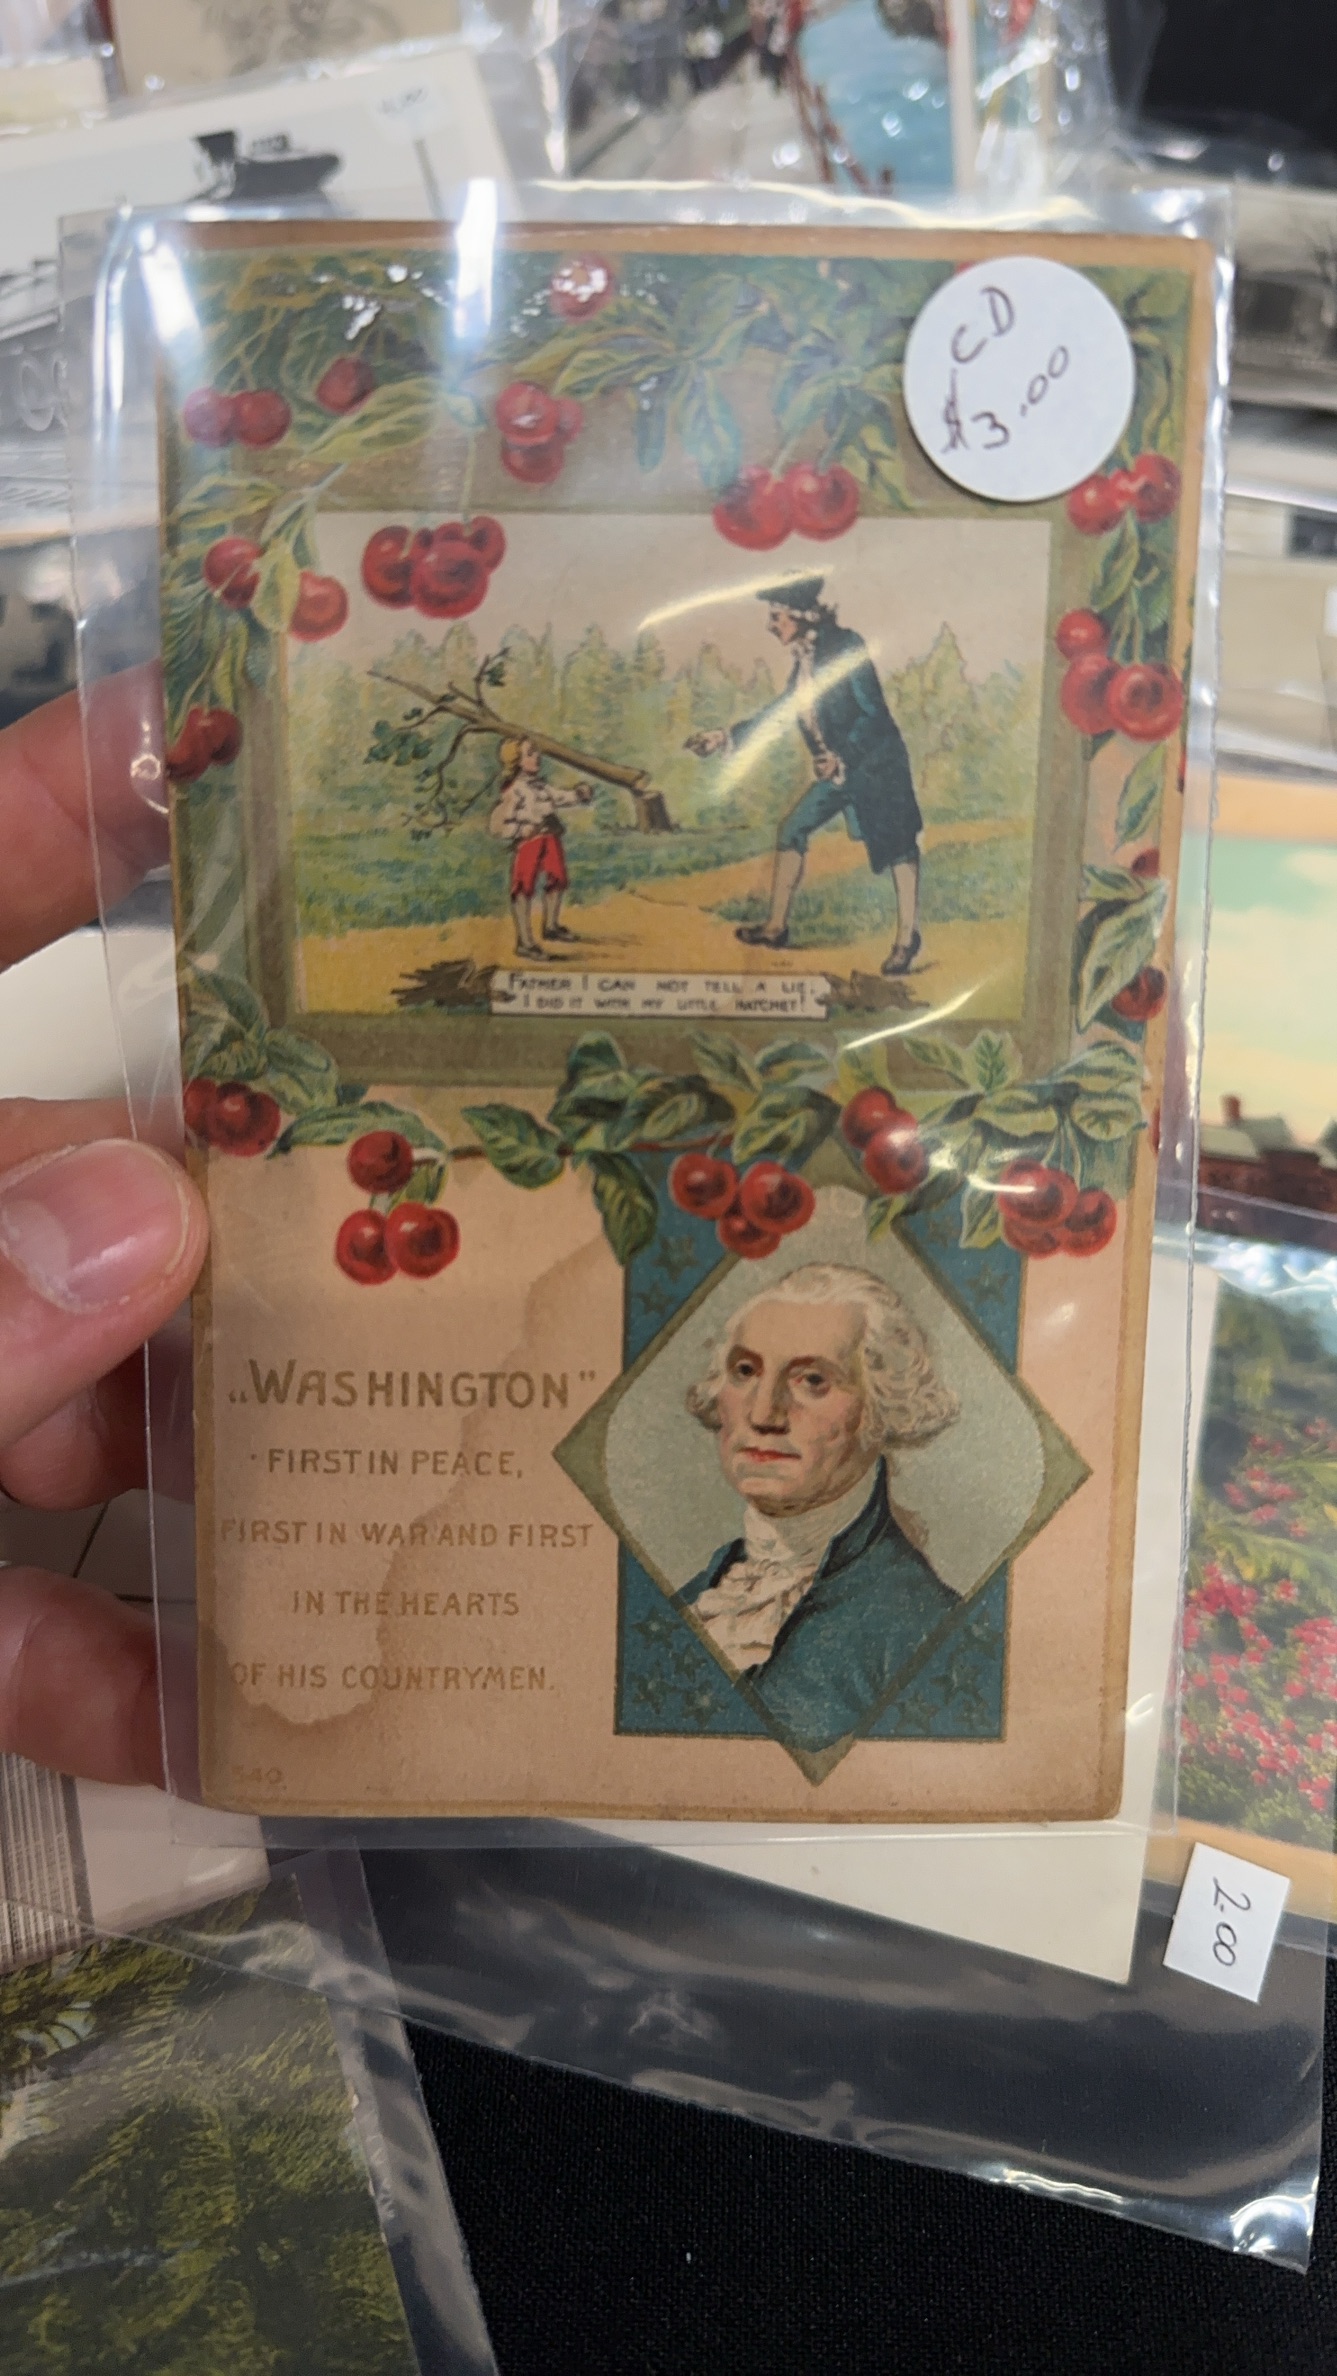 CD
$3.00
FATHER I CAN NOT TELL A LIE;
I DID IT WITH MY LITTLE HATCHET!
„WASHINGTON"
· FIRST IN PEACE,
FIRST IN WAR AND FIRST
IN THE HEARTS
OF HIS COUNTRYMEN.
540.
2.00